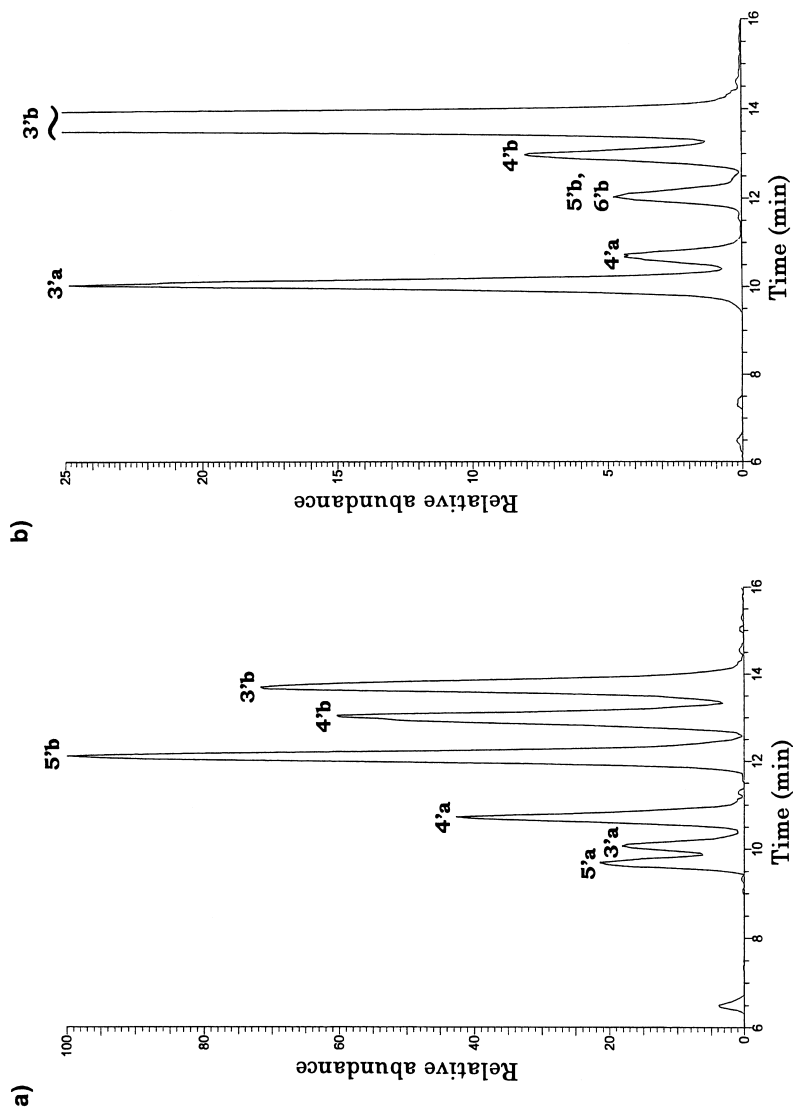 a)
100
80
60
40
20
0
Relative abundance
6
8
10
12
14
16
Time (min)
5'a
3'a
4'a
5'b
4'b
3'b
b)
25
20
15
10
5
0
Relative abundance
6
8
10
12
14
16
Time (min)
3'a
4'a
5'b,
6'b
4'b
3'b
~